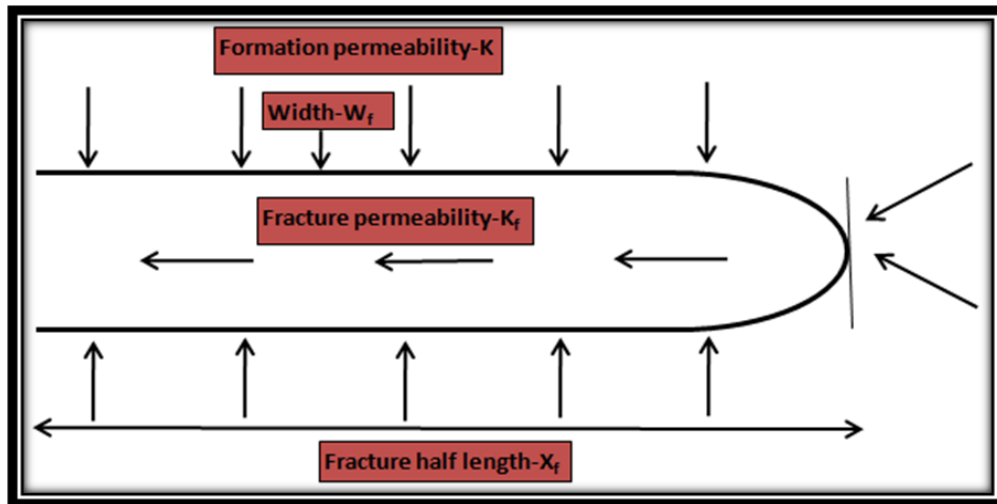 Formation permeability-K
Width-Wf
Fracture permeability-Kf
Fracture half length-Xf